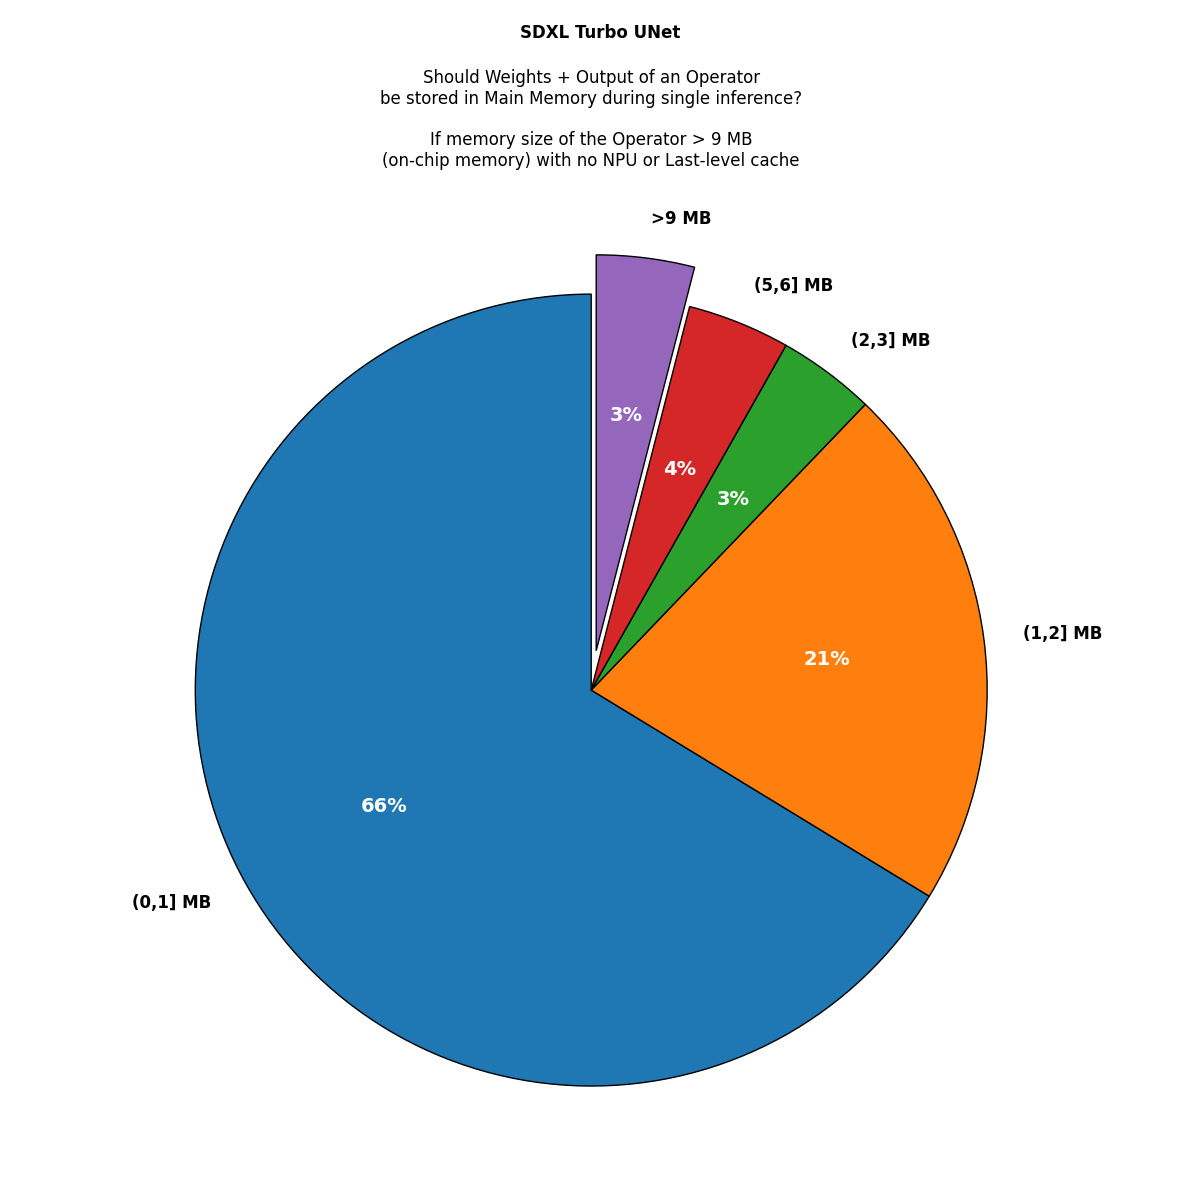 SDXL Turbo UNet
Should Weights + Output of an Operator
be stored in Main Memory during single inference?
If memory size of the Operator > 9 MB
(on-chip memory) with no NPU or Last-level cache
>9 MB
(5,6] MB
(2,3] MB
3%
4%
3%
(1,2] MB
21%
66%
(0,1] MB